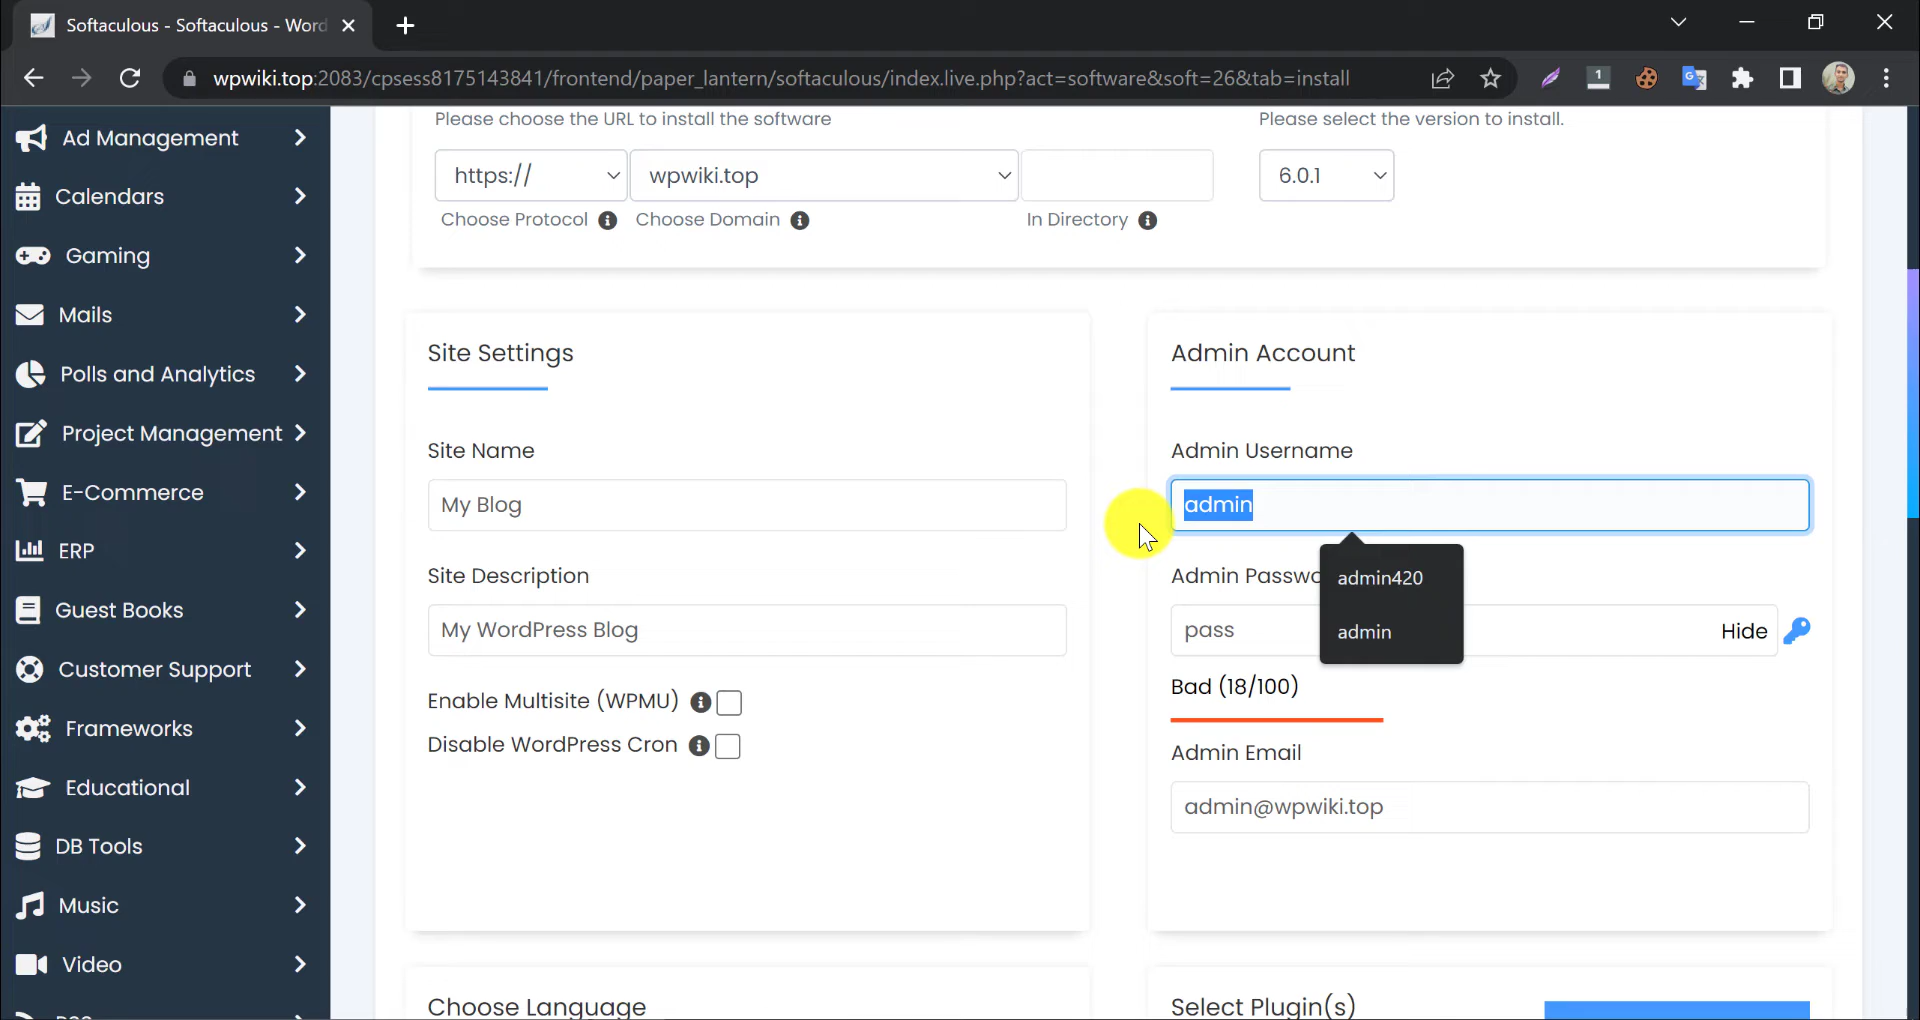 Softaculous - Softaculous - Word
wpwiki.top:2083/cpsess8175143841/frontend/paper_lantern/softaculous/index.live.php?act=software&soft=26&tab=install
1
Ad Management
Calendars
Gaming
Mails
Polls and Analytics
Project Management
E-Commerce
ERP
Guest Books
Customer Support
Frameworks
Educational
DB Tools
Music
Video
Please choose the URL to install the software
https://
wpwiki.top
Choose Protocol
Choose Domain
In Directory
Please select the version to install.
6.0.1
Site Settings
Site Name
My Blog
Site Description
My WordPress Blog
Enable Multisite (WPMU)
Disable WordPress Cron
Admin Account
Admin Username
admin
admin420
admin
Admin Passwo
pass
Hide
Bad (18/100)
Admin Email
admin@wpwiki.top
Choose Language
Select Plugin(s)